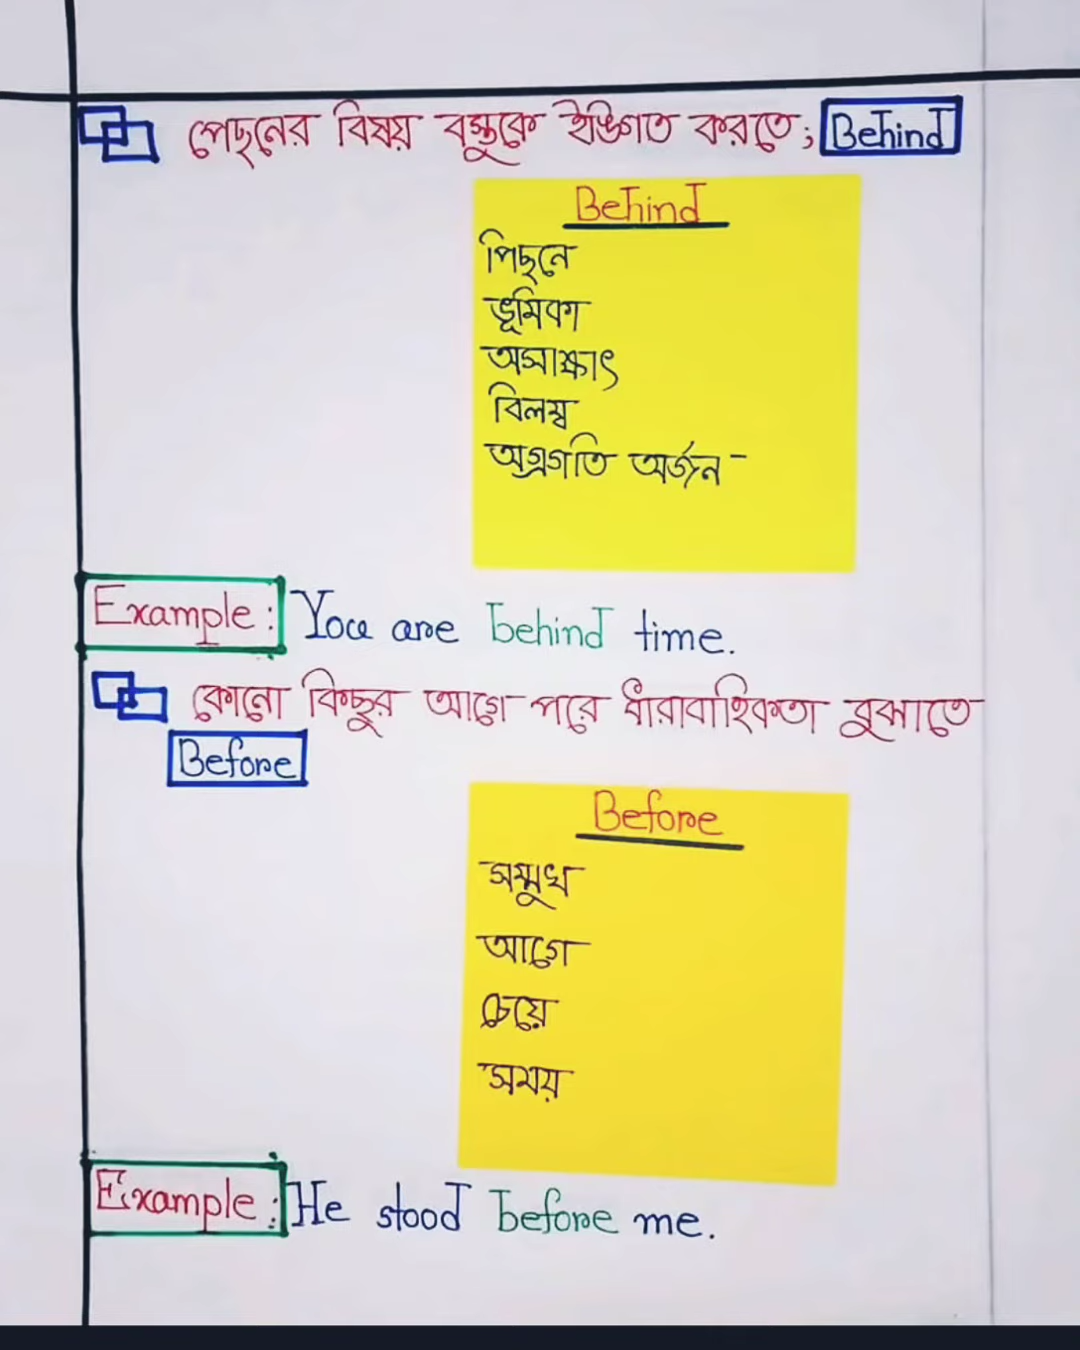 পেছনের বিষয় বস্তুকে ইঙ্গিত করতে; Behind
Behind
পিছনে
ভূমিকা
অসাক্ষাৎ
বিলম্ব
অগ্রগতি অর্জন -
Example: You are behind time.
কোনো কিছুর আগে পরে ধারাবাহিকতা বুঝাতে
Before
Before
সম্মুখ
আগে
চেয়ে
সময়
Example: He stood before me.